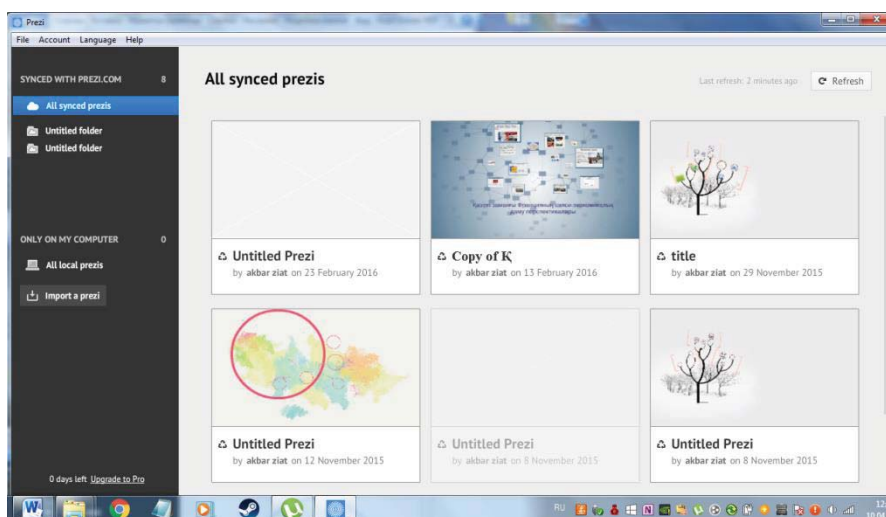 Prezi
File Account Language Help
SYNCED WITH PREZI.COM 8
All synced prezis
Untitled folder
Untitled folder
ONLY ON MY COMPUTER 0
All local prezis
Import a prezi
0 days left Upgrade to Pro
All synced prezis
Last refresh: 2 minutes ago
Refresh
Untitled Prezi
by akbar ziat on 23 February 2016
Copy of Қ
by akbar ziat on 13 February 2016
title
by akbar ziat on 29 November 2015
Untitled Prezi
by akbar ziat on 12 November 2015
Untitled Prezi
by akbar ziat on 8 November 2015
Untitled Prezi
by akbar ziat on 8 November 2015
RU